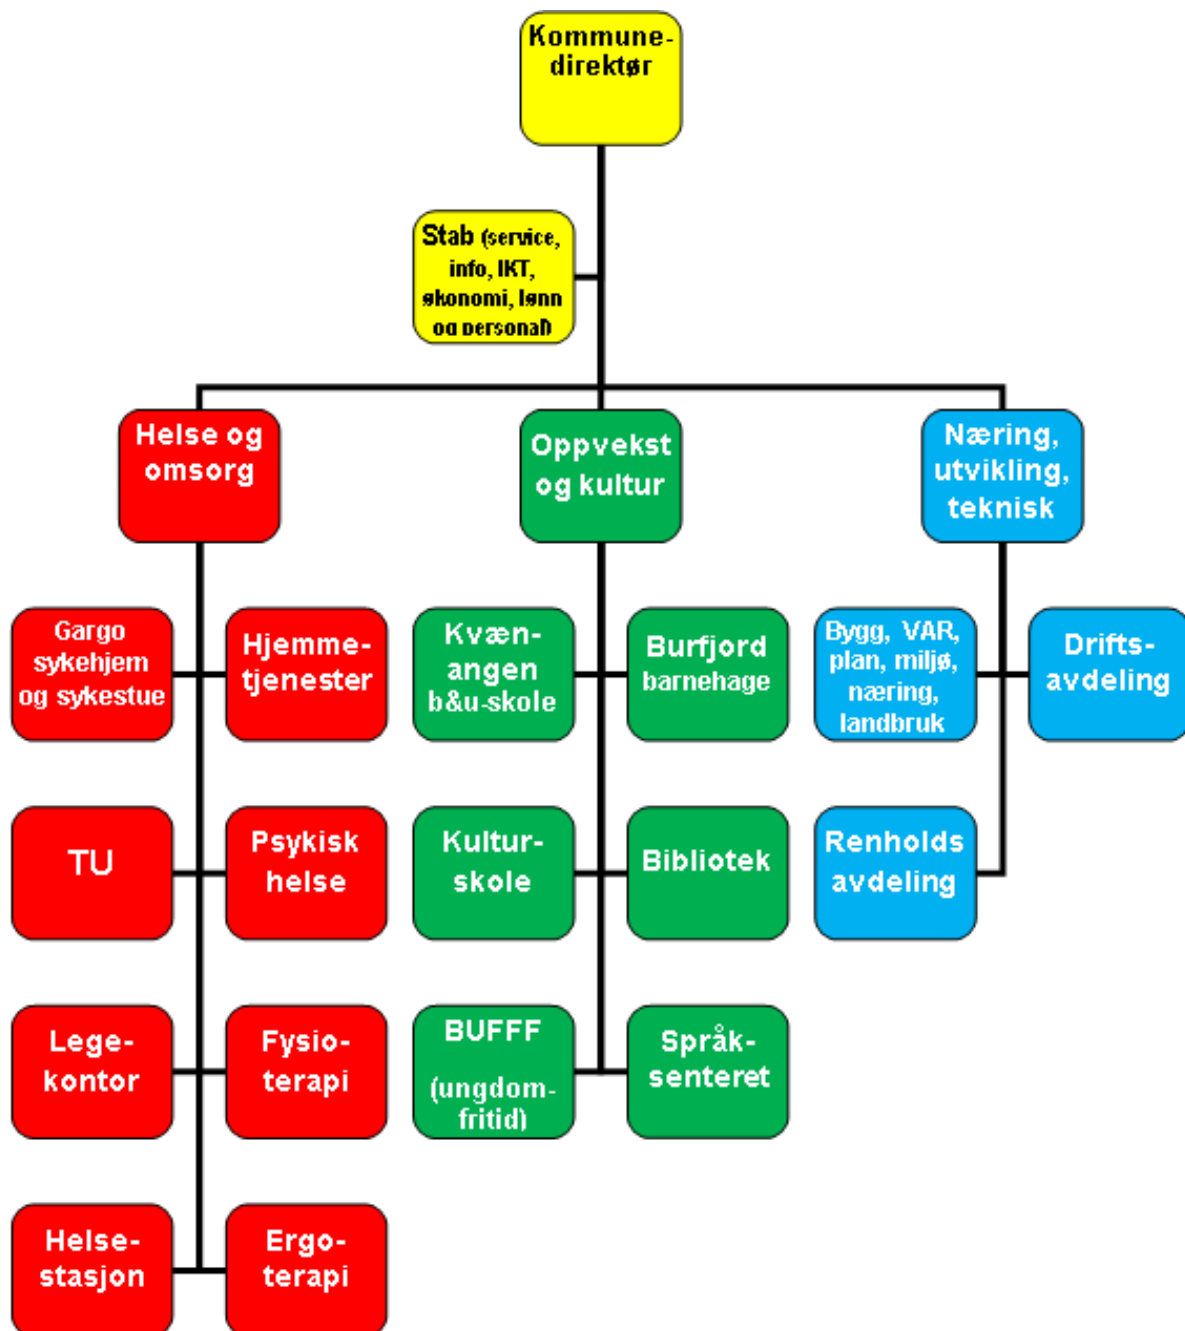 Kommune-
direktør
Stab (service,
info, IKT,
økonomi, lønn
og personal)
Helse og
omsorg
Oppvekst
og kultur
Næring,
utvikling,
teknisk
Gargo
sykehjem
og sykestue
Hjemme-
tjenester
Kvæn-
angen
b&u-skole
Burfjord
barnehage
Bygg, VAR,
plan, miljø,
næring,
landbruk
Drifts-
avdeling
TU
Psykisk
helse
Kultur-
skole
Bibliotek
Renholds
avdeling
Lege-
kontor
Fysio-
terapi
BUFFF
(ungdom-
fritid)
Språk-
senteret
Helse-
stasjon
Ergo-
terapi